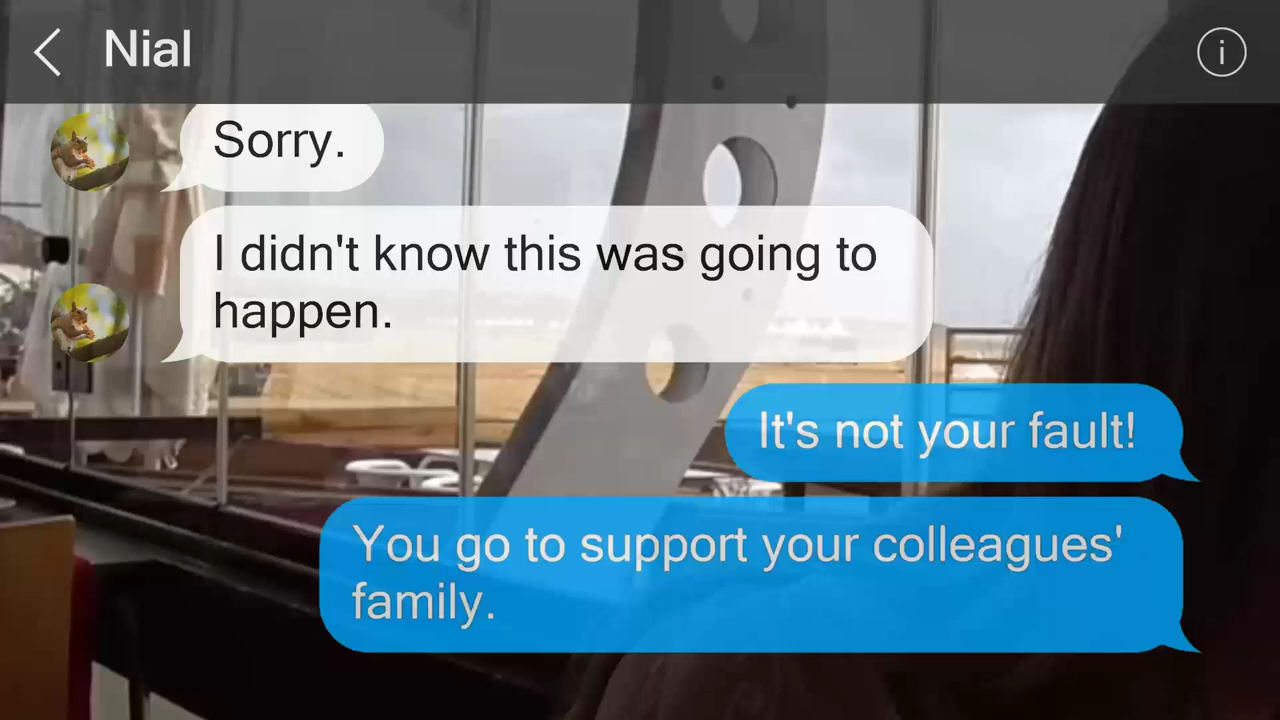 Nial
i
Sorry.
I didn't know this was going to
happen.
It's not your fault!
You go to support your colleagues'
family.